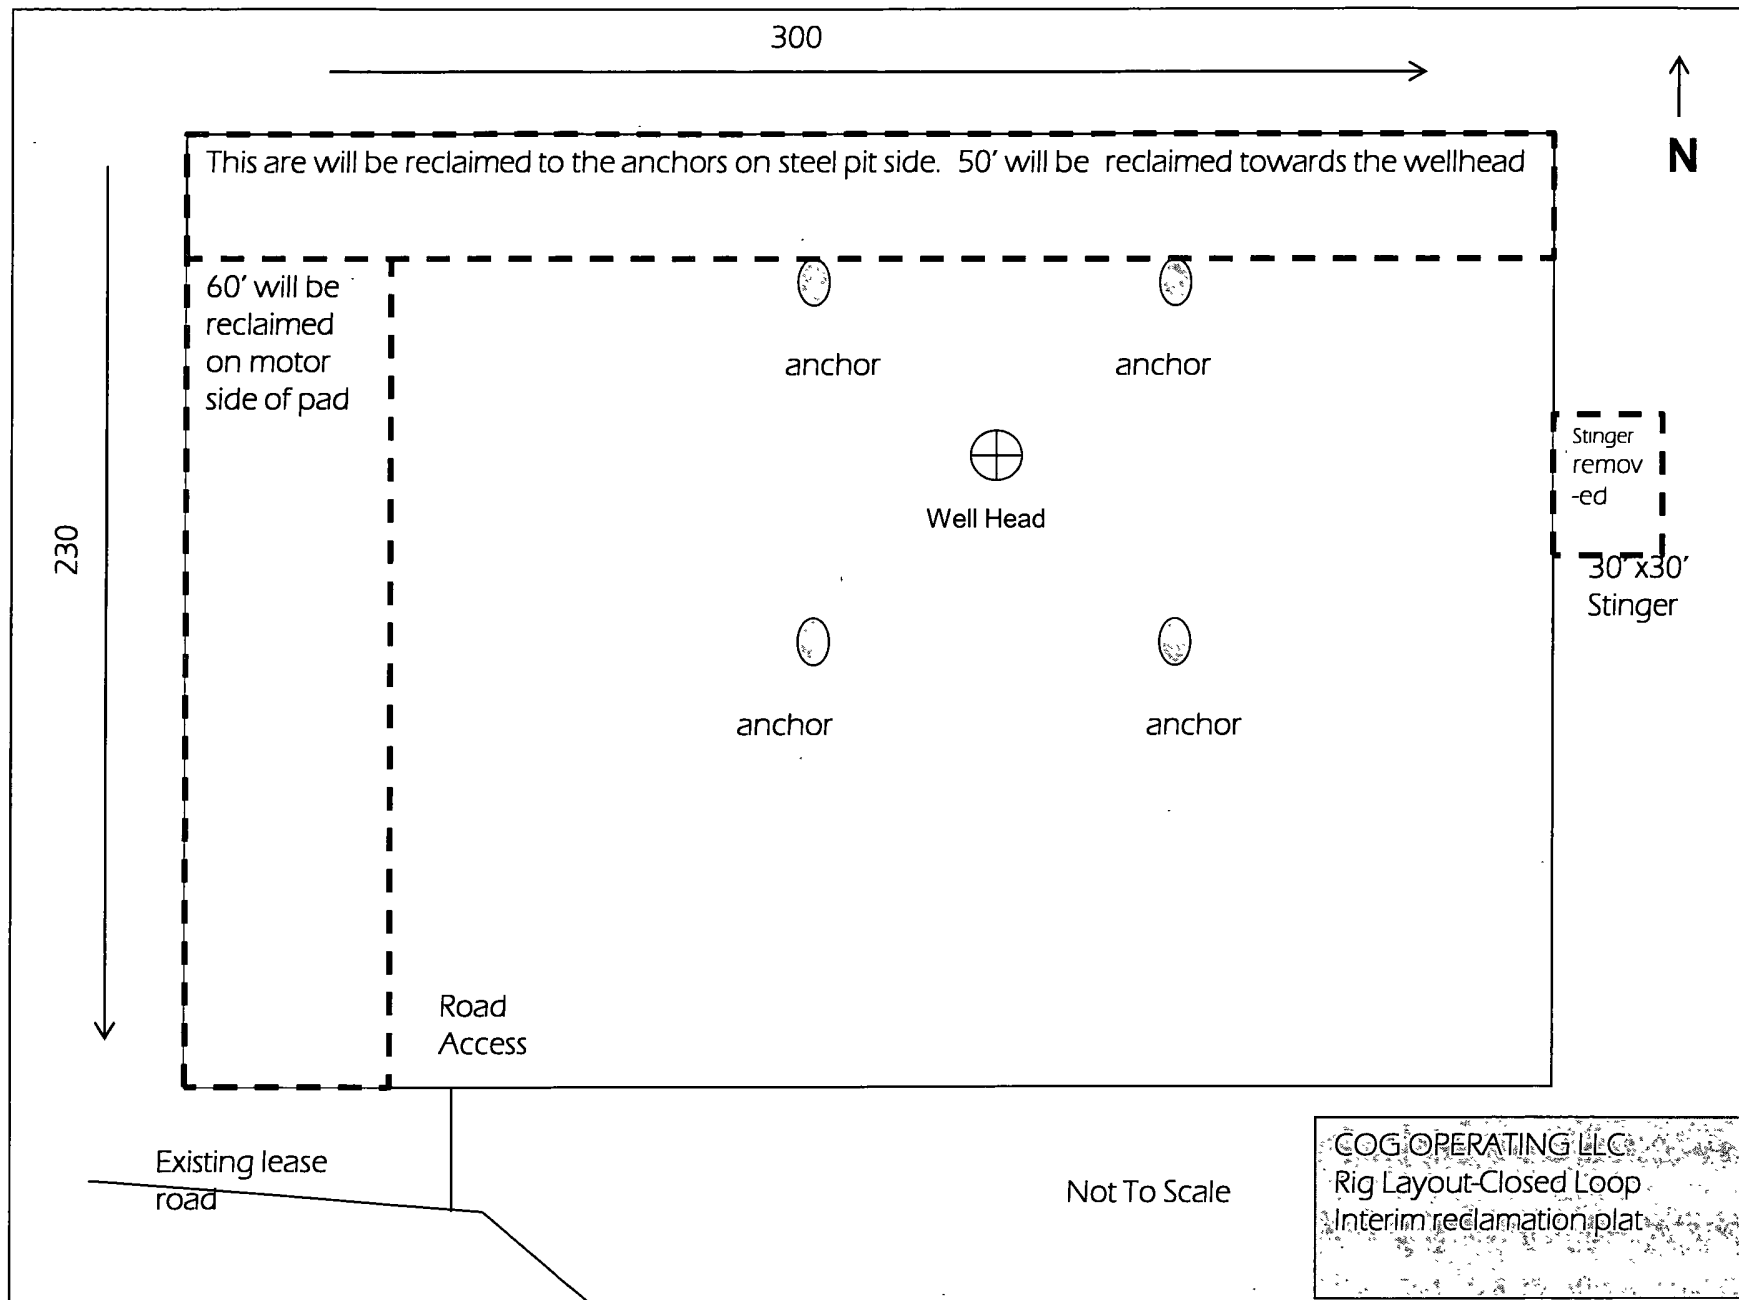 300
N
This are will be reclaimed to the anchors on steel pit side. 50' will be reclaimed towards the wellhead
60' will be
reclaimed
on motor
side of pad
anchor
anchor
Stinger
remov
-ed
Well Head
230
30' x30'
Stinger
anchor
anchor
Road
Access
Existing lease
road
Not To Scale
COG OPERATING LLC
Rig Layout-Closed Loop
Interim reclamation plat